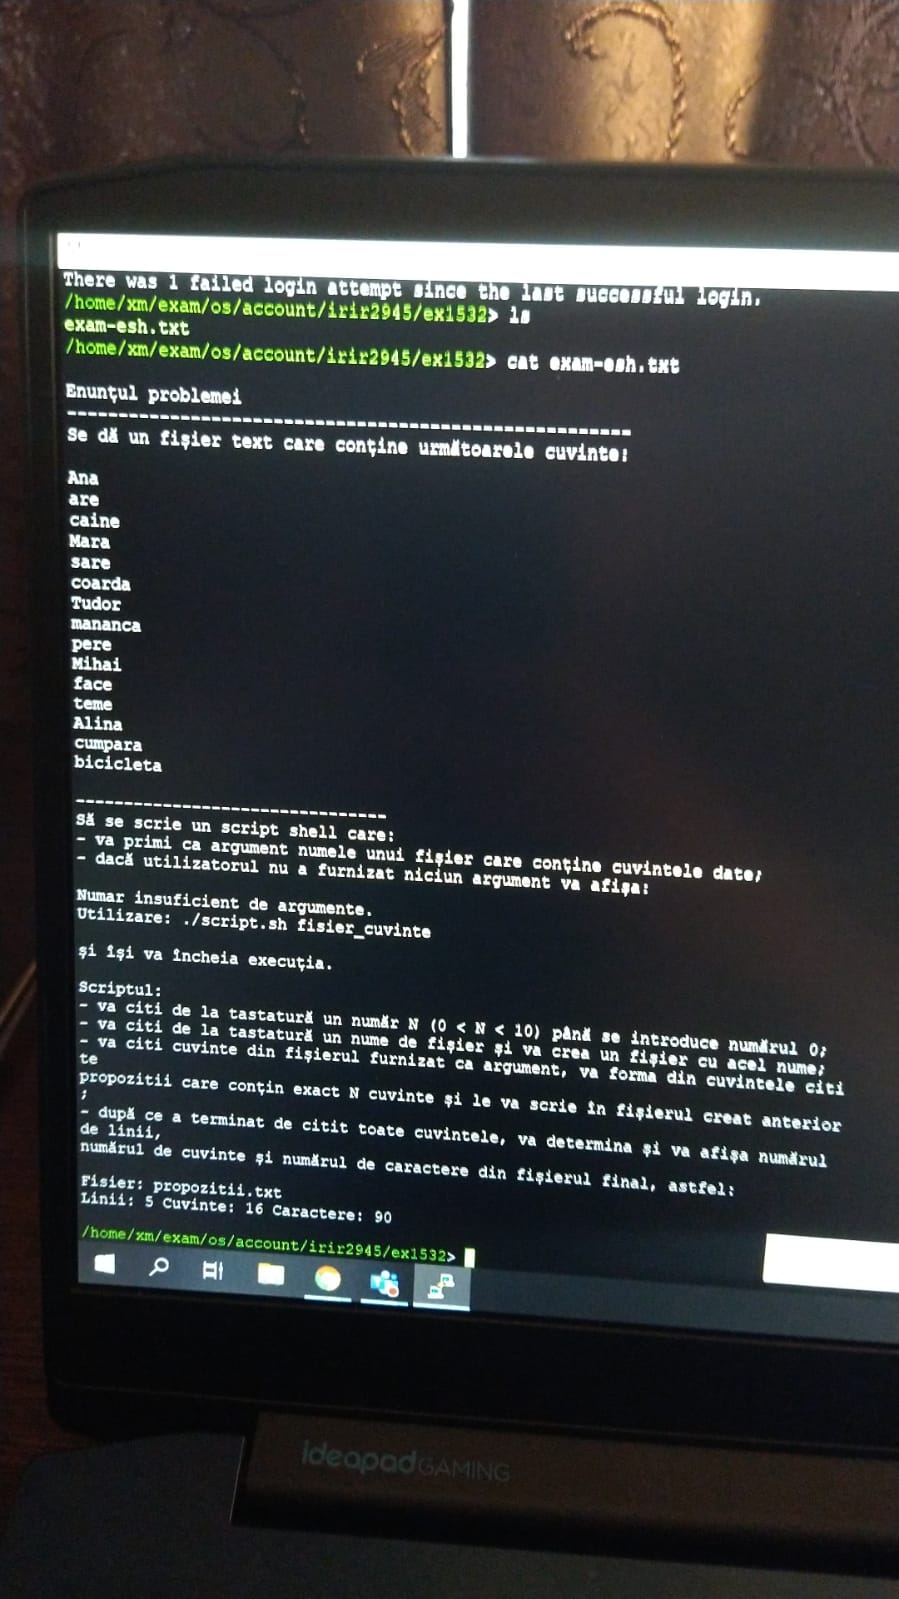 There was 1 failed login attempt since the last successful login.
/home/xm/exam/os/account/irir2945/ex1532> ls
exam-esh.txt
/home/xm/exam/os/account/irir2945/ex1532> cat exam-esh.txt
Enunțul problemei
-------------------------------------------------------
Se dă un fișier text care conține următoarele cuvinte:
Ana
are
caine
Mara
sare
coarda
Tudor
mananca
pere
Mihai
face
teme
Alina
cumpara
bicicleta
--------------------------------
Să se scrie un script shell care:
- va primi ca argument numele unui fișier care conține cuvintele date;
- dacă utilizatorul nu a furnizat niciun argument va afișa:
Numar insuficient de argumente.
Utilizare: ./script.sh fisier_cuvinte
și își va încheia execuția.
Scriptul:
- va citi de la tastatură un număr N (0 < N < 10) până se introduce numărul 0;
- va citi de la tastatură un nume de fișier și va crea un fișier cu acel nume;
- va citi cuvinte din fișierul furnizat ca argument, va forma din cuvintele citi
te
propozitii care conțin exact N cuvinte și le va scrie în fișierul creat anterior
;
- după ce a terminat de citit toate cuvintele, va determina și va afișa numărul
de linii,
numărul de cuvinte și numărul de caractere din fișierul final, astfel:
Fisier: propozitii.txt
Linii: 5 Cuvinte: 16 Caractere: 90
/home/xm/exam/os/account/irir2945/ex1532>
ideapad GAMING